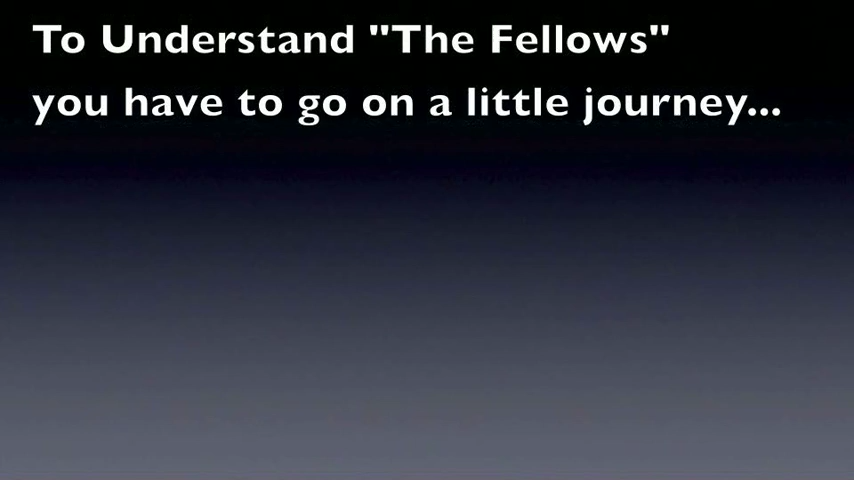 To Understand "The Fellows"
you have to go on a little journey...